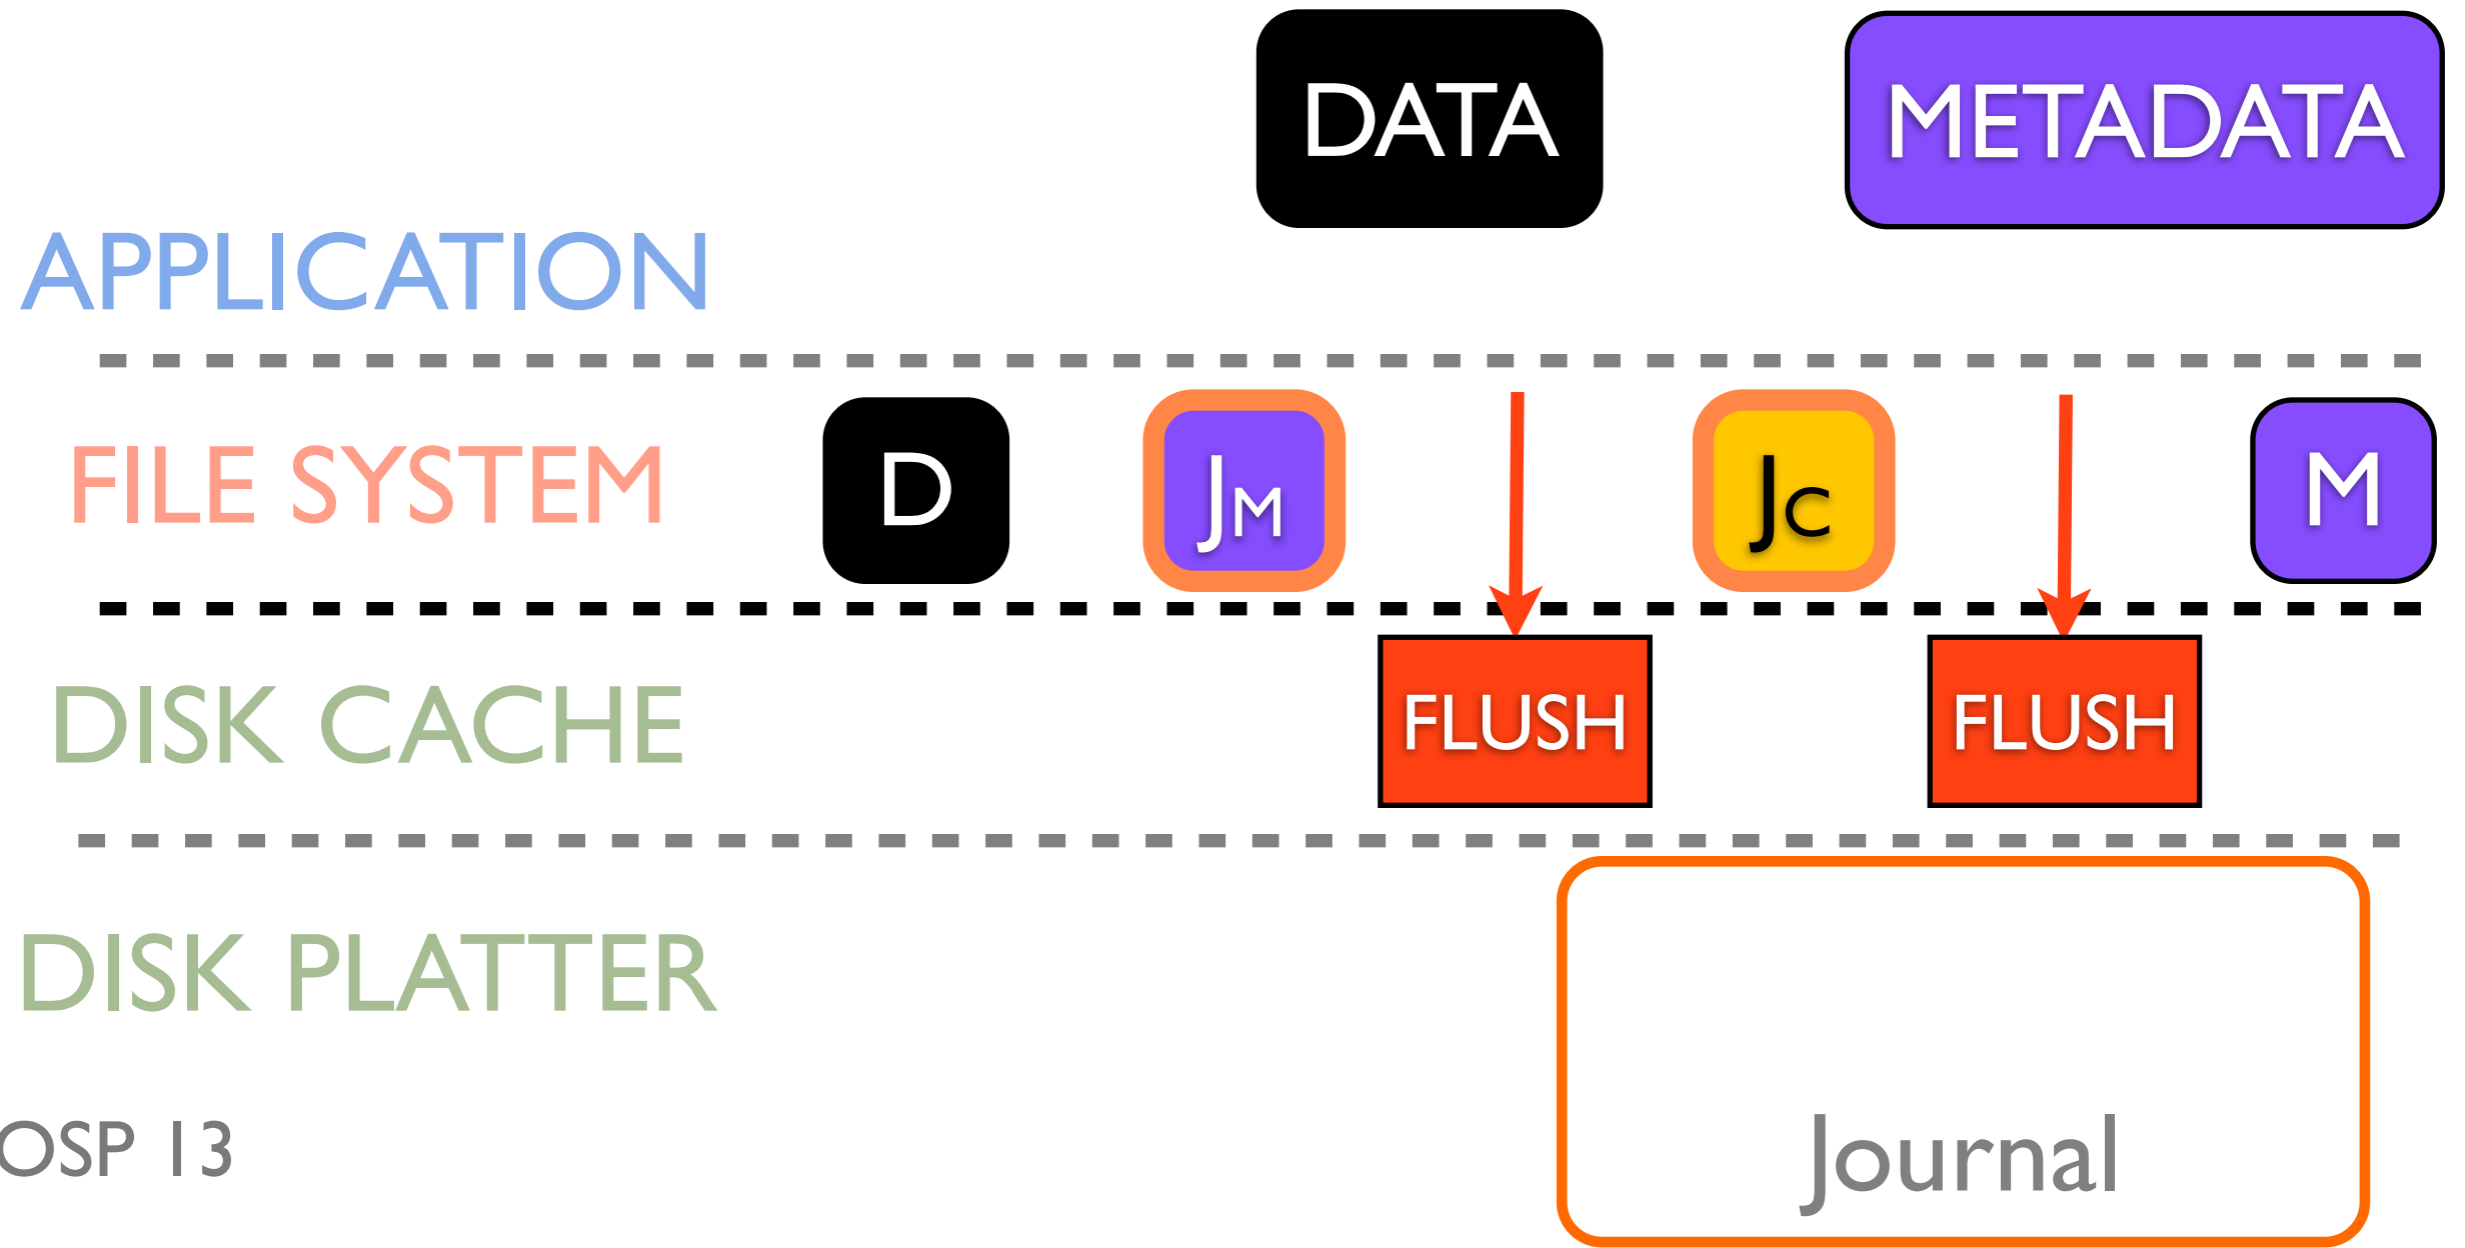 DATA METADATA
APPLICATION
FILE SYSTEM D JM JC M
DISK CACHE FLUSH FLUSH
DISK PLATTER
OSP 13 Journal